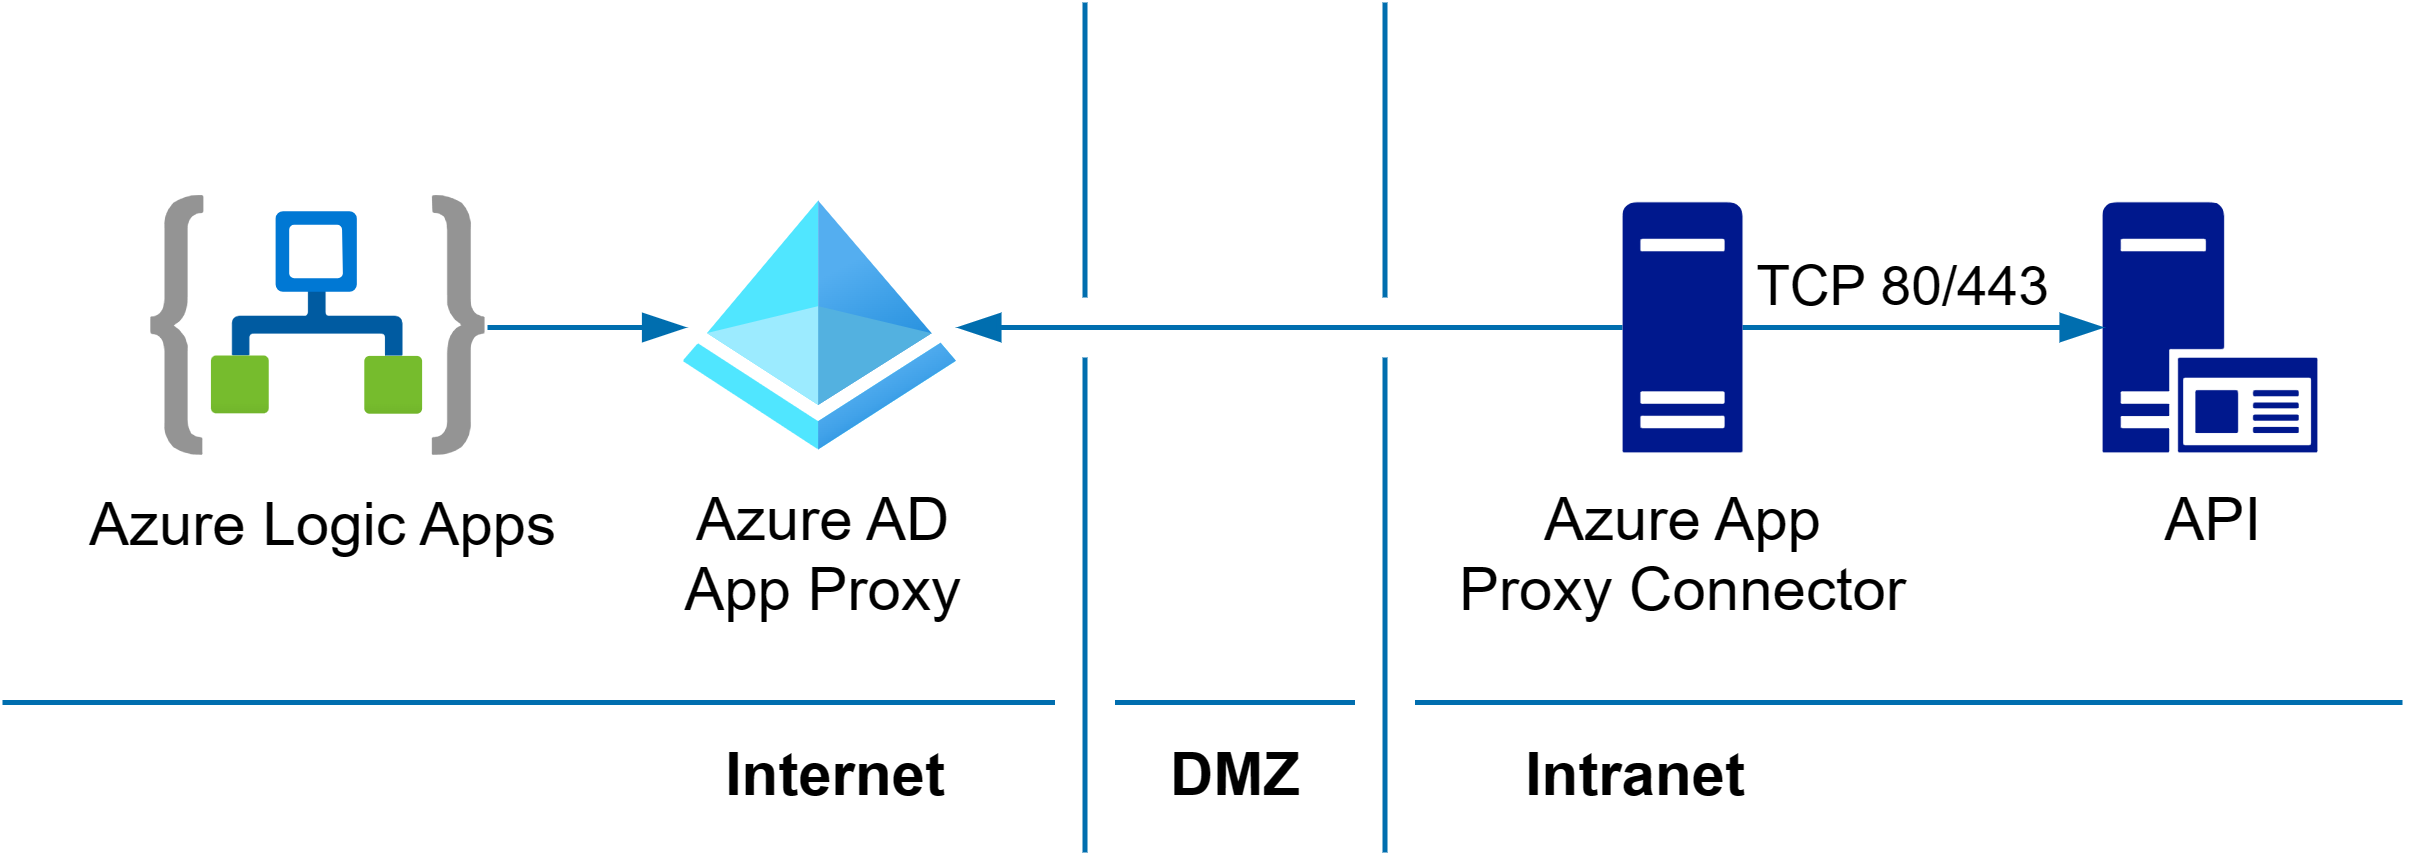 TCP 80/443
Azure Logic Apps
Azure AD
App Proxy
Azure App
Proxy Connector
API
Internet
DMZ
Intranet